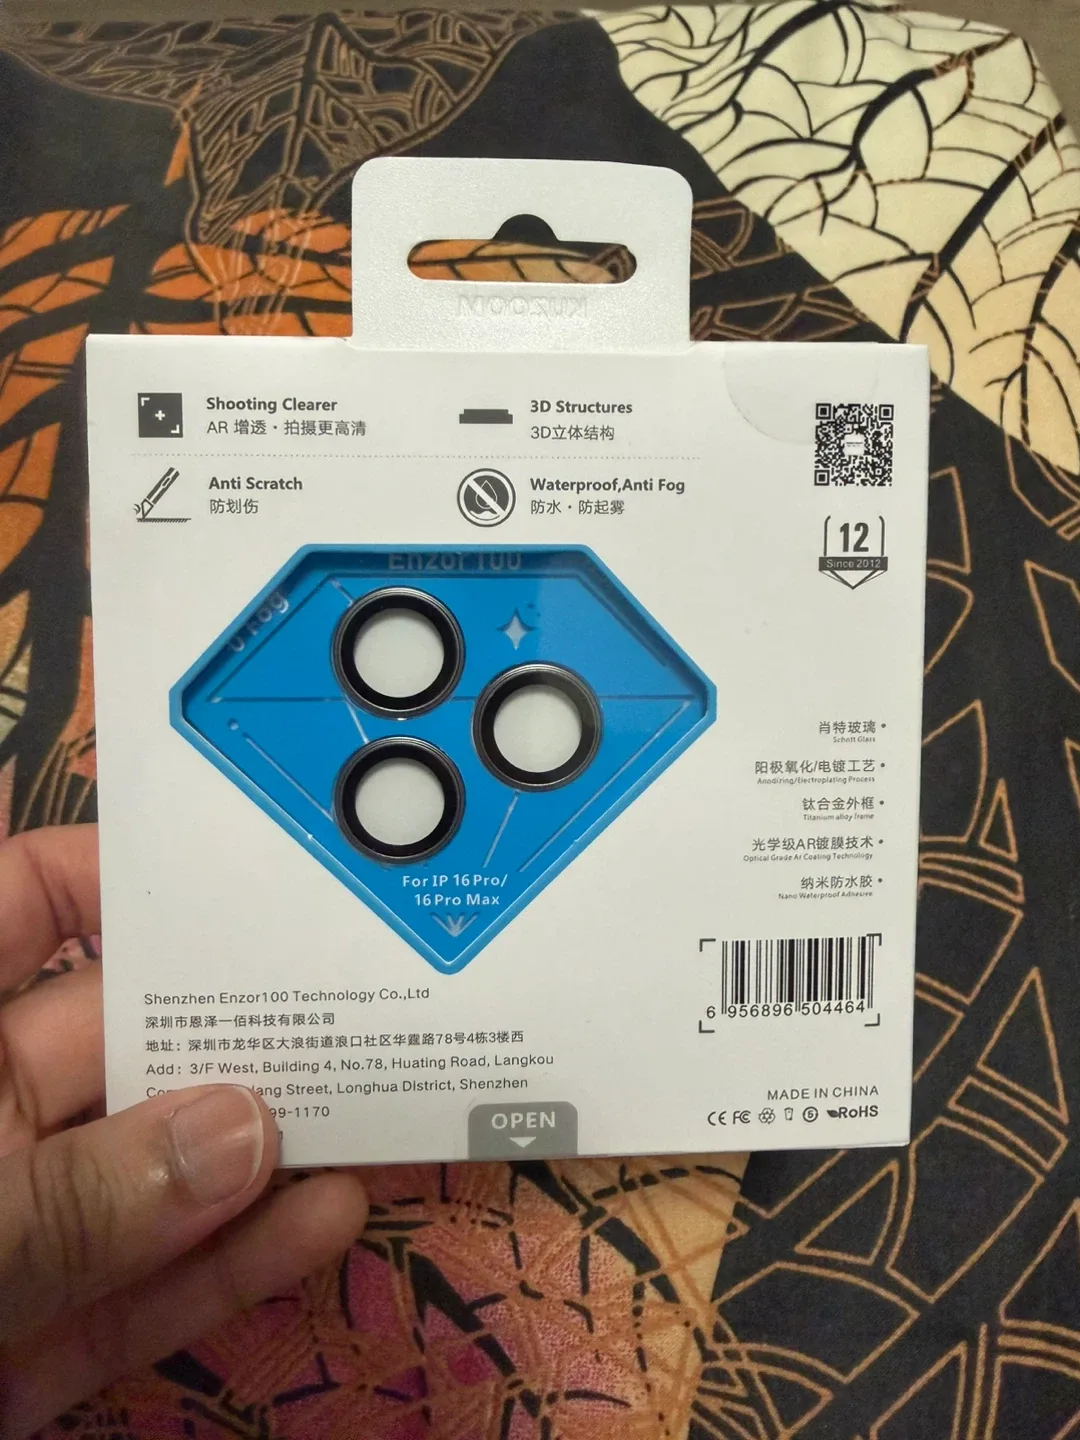 KUZOOM
Shooting Clearer
AR 增透·拍摄更高清
3D Structures
3D立体结构
Anti Scratch
防划伤
Waterproof,Anti Fog
防水·防起雾
12
Since 2012
Enzor100
For IP 16 Pro/
16 Pro Max
肖特玻璃
Schott Glass
阳极氧化/电镀工艺
Anodizing/Electroplating Process
钛合金外框
Titanium alloy frame
光学级AR镀膜技术
Optical Grade Ar Coating Technology
纳米防水胶
Nano Waterproof Adhesive
6 956896 504464
Shenzhen Enzor100 Technology Co.,Ltd
深圳市恩泽一佰科技有限公司
地址：深圳市龙华区大浪街道浪口社区华霆路78号4栋3楼西
Add: 3/F West, Building 4, No.78, Huating Road, Langkou
Street, Longhua District, Shenzhen
99-1170
OPEN
MADE IN CHINA
CE FC 6 RoHS